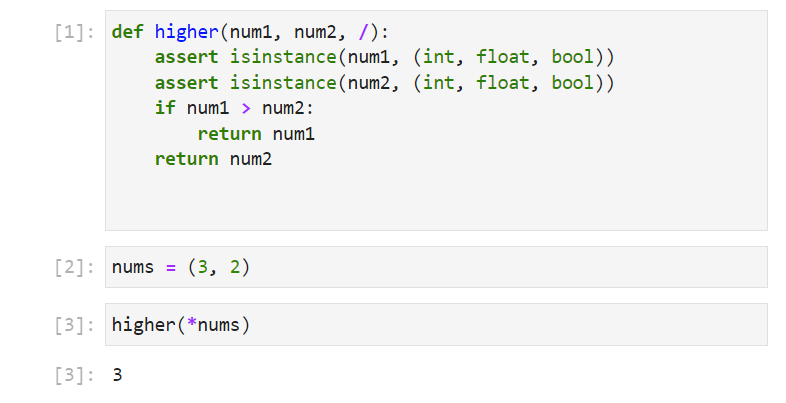 [1]: def higher(num1, num2, /):
    assert isinstance(num1, (int, float, bool))
    assert isinstance(num2, (int, float, bool))
    if num1 > num2:
        return num1
    return num2
[2]: nums = (3, 2)
[3]: higher(*nums)
[3]: 3